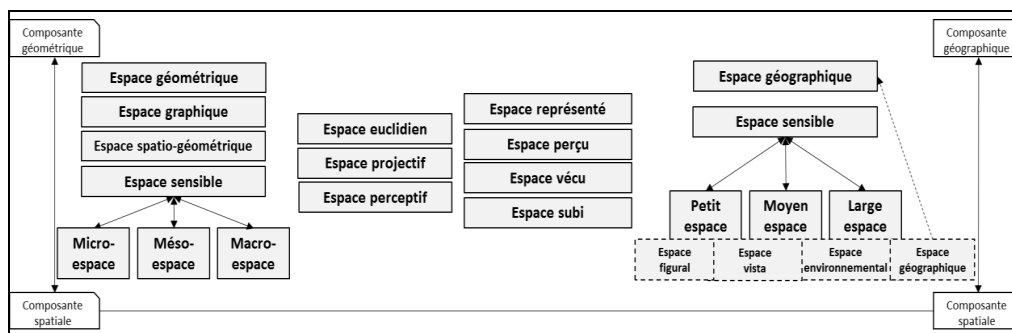 Composante
géométrique
Composante
géographique
Espace géométrique
Espace graphique
Espace spatio-géométrique
Espace sensible
Micro-
espace
Méso-
espace
Macro-
espace
Espace euclidien
Espace projectif
Espace perceptif
Espace représenté
Espace perçu
Espace vécu
Espace subi
Espace géographique
Espace sensible
Petit
espace
Moyen
espace
Large
espace
Espace
figural
Espace
vista
Espace
environnemental
Espace
géographique
Composante
spatiale
Composante
spatiale